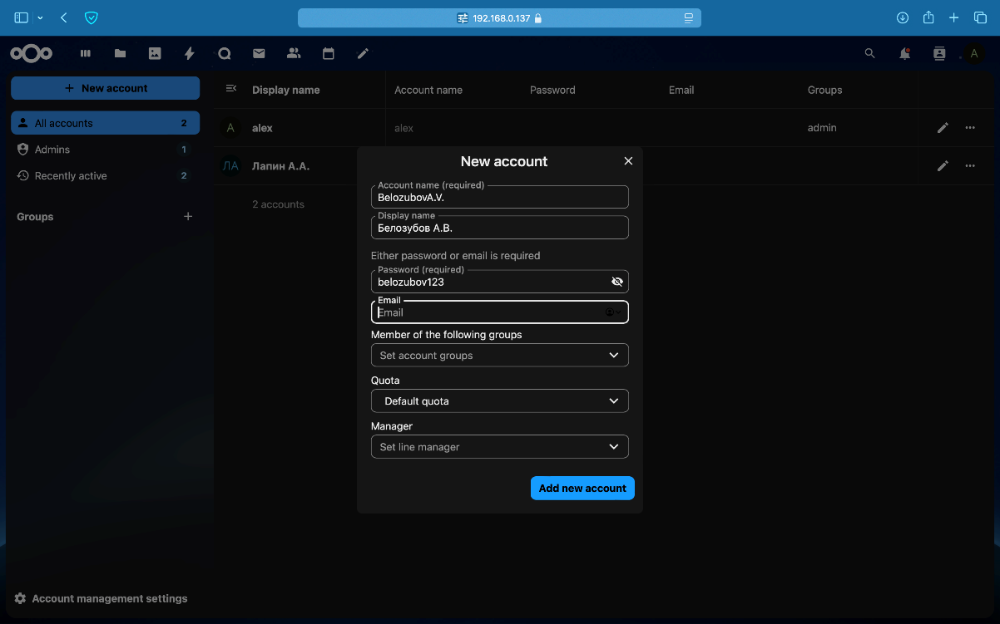 192.168.0.137
A
New account
Display name
Account name
Password
Email
Groups
All accounts 2
Admins 1
Recently active 2
Groups
A alex alex admin
ЛА Лапин А.А.
2 accounts
New account
Account name (required)
BelozubovA.V.
Display name
Белозубов А.В.
Either password or email is required
Password (required)
belozubov123
Email
Email
Member of the following groups
Set account groups
Quota
Default quota
Manager
Set line manager
Add new account
Account management settings